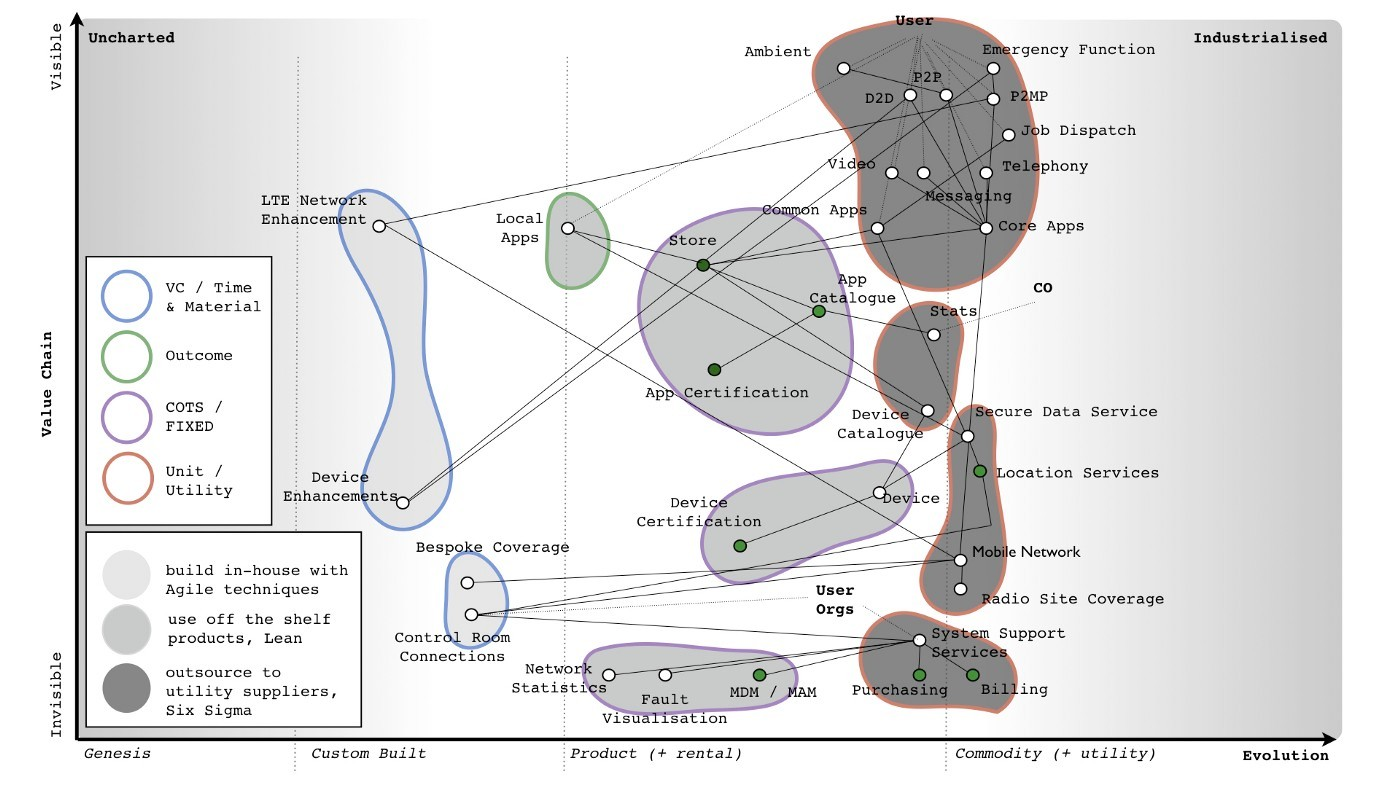 User
Visible
Uncharted
Industrialised
Ambient
Emergency Function
P2P
D2D
P2MP
Job Dispatch
Video
Telephony
Messaging
LTE Network
Enhancement
Local
Apps
Common Apps
Core Apps
Store
App
Catalogue
CO
Stats
VC / Time
& Material
Outcome
COTS /
FIXED
Unit /
Utility
Value Chain
App Certification
Device
Catalogue
Secure Data Service
Location Services
Device
Enhancements
Device
Certification
Device
Bespoke Coverage
Mobile Network
build in-house with
Agile techniques
use off the shelf
products, Lean
outsource to
utility suppliers,
Six Sigma
User
Orgs
Radio Site Coverage
Control Room
Connections
System Support
Services
Network
Statistics
Fault
Visualisation
MDM / MAM
Purchasing
Billing
Invisible
Genesis
Custom Built
Product (+ rental)
Commodity (+ utility)
Evolution